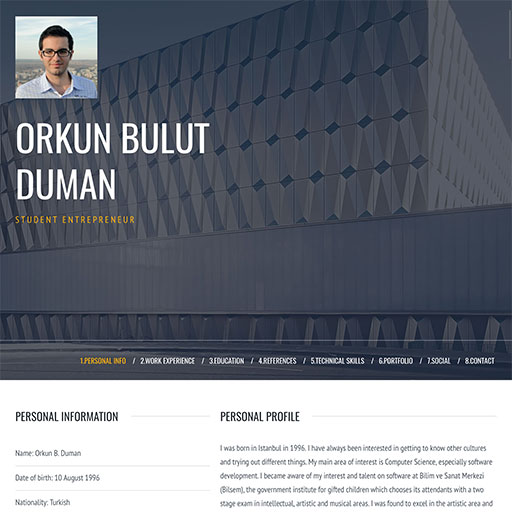 ORKUN BULUT
DUMAN
STUDENT ENTREPRENEUR
1.PERSONAL INFO / 2.WORK EXPERIENCE / 3.EDUCATION / 4.REFERENCES / 5.TECHNICAL SKILLS / 6.PORTFOLIO / 7.SOCIAL / 8.CONTACT
PERSONAL INFORMATION
Name: Orkun B. Duman
Date of birth: 10 August 1996
Nationality: Turkish
PERSONAL PROFILE
I was born in Istanbul in 1996. I have always been interested in getting to know other cultures
and trying out different things. My main area of interest is Computer Science, especially software
development. I became aware of my interest and talent on software at Bilim ve Sanat Merkezi
(Bilsem), the government institute for gifted children which chooses its attendants with a two
stage exam in intellectual, artistic and musical areas. I was found to excel in the artistic area and